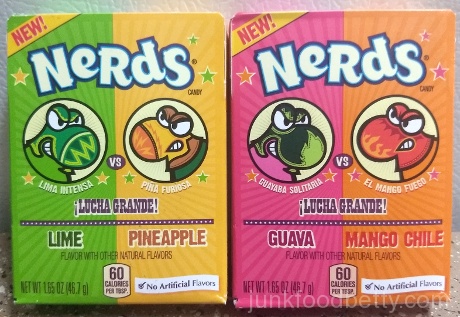 NEW!
NeRdS®
CANDY
VS
LIMA INTENSA
PIÑA FURIOSA
¡LUCHA GRANDE!
LIME PINEAPPLE
FLAVOR WITH OTHER NATURAL FLAVORS
60
CALORIES
PER TBSP.
NET WT 1.65 OZ (46.7 g)
No Artificial Flavors
NEW!
NeRdS®
CANDY
VS
GUAYABA SOLITARIA
EL MANGO FUEGO
¡LUCHA GRANDE!
GUAVA MANGO CHILE
FLAVOR WITH OTHER NATURAL FLAVORS
60
CALORIES
PER TBSP.
NET WT 1.65 OZ (46.7 g)
No Artificial Flavors
junkfoodbetty.com